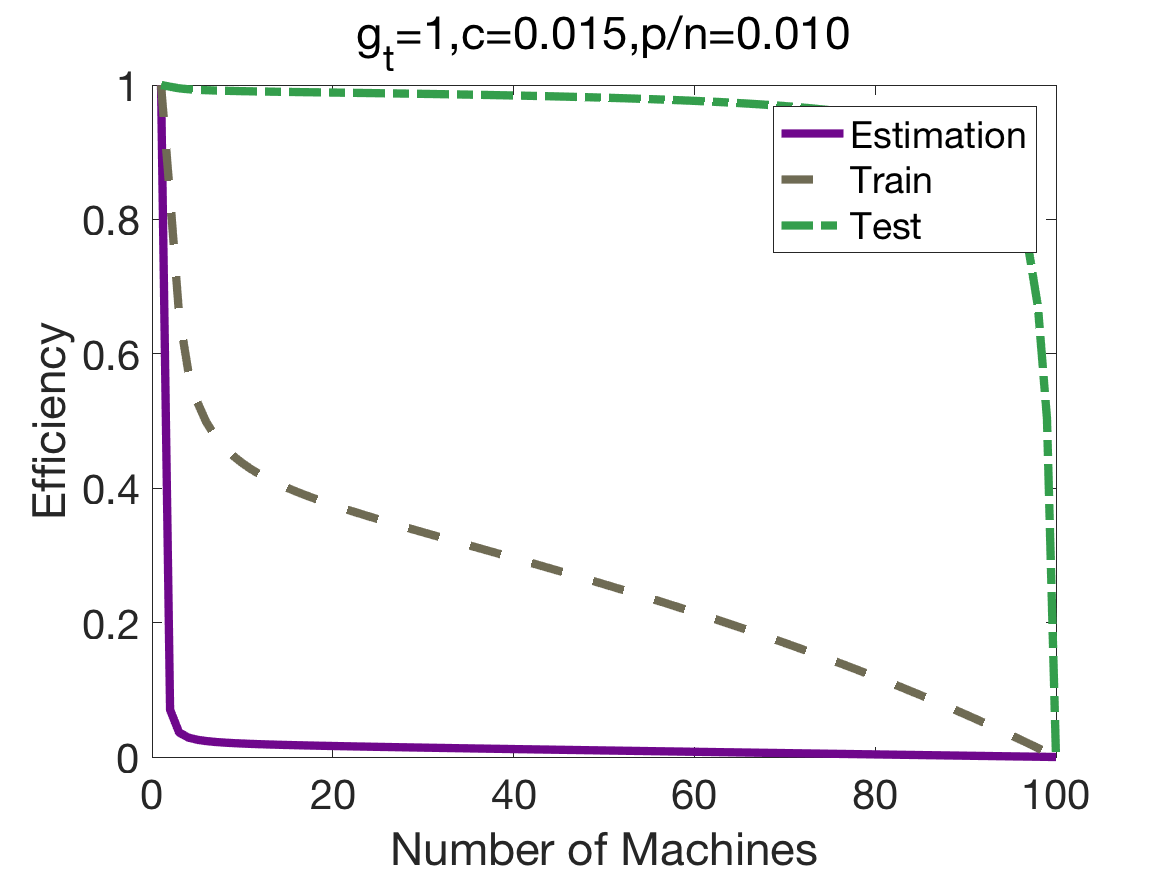 g_t=1,c=0.015,p/n=0.010
1
0.8
0.6
0.4
0.2
0
Efficiency
Estimation
Train
Test
0 20 40 60 80 100
Number of Machines